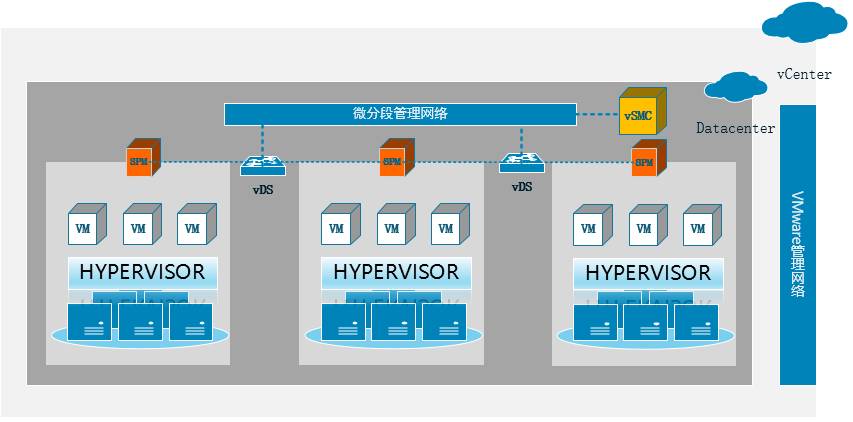 vCenter
微分段管理网络
vSMC
Datacenter
SPM
SPM
SPM
vDS
vDS
VM
VM
VM
VM
VM
VM
VM
VM
VM
HYPERVISOR
HYPERVISOR
HYPERVISOR
VMware管理网络